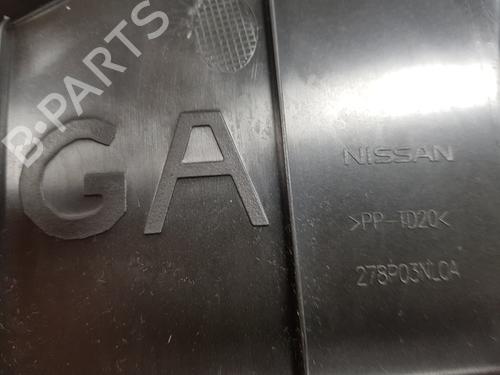 B-PARTS
GA
NISSAN
>PP-TD20<
278P03NL0A